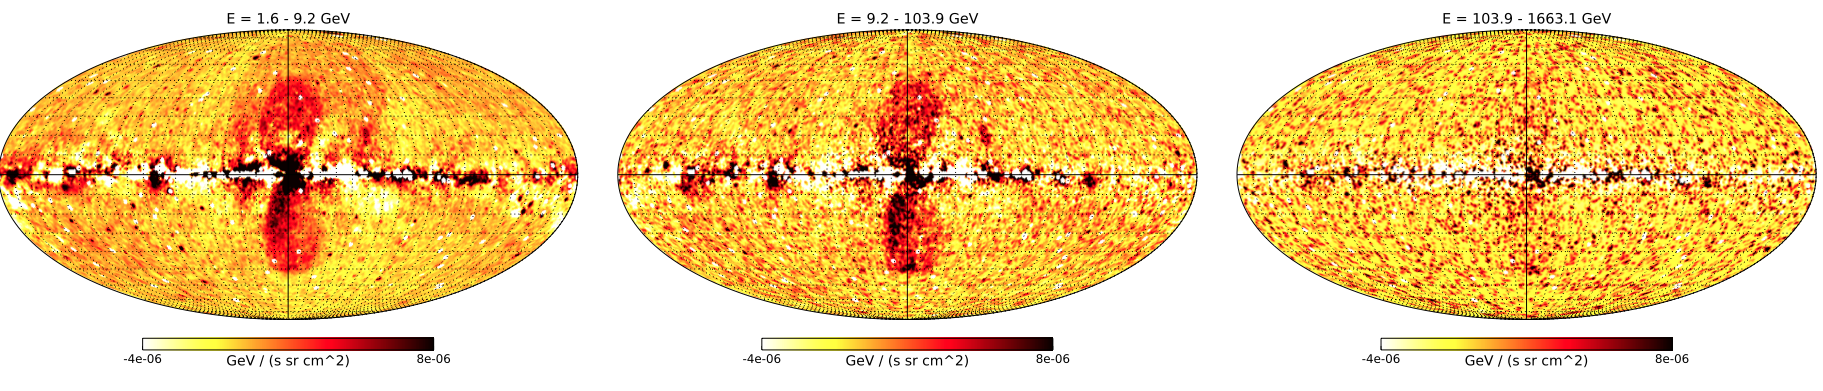 E = 1.6 - 9.2 GeV
E = 9.2 - 103.9 GeV
E = 103.9 - 1663.1 GeV
-4e-06 GeV / (s sr cm^2) 8e-06
-4e-06 GeV / (s sr cm^2) 8e-06
-4e-06 GeV / (s sr cm^2) 8e-06